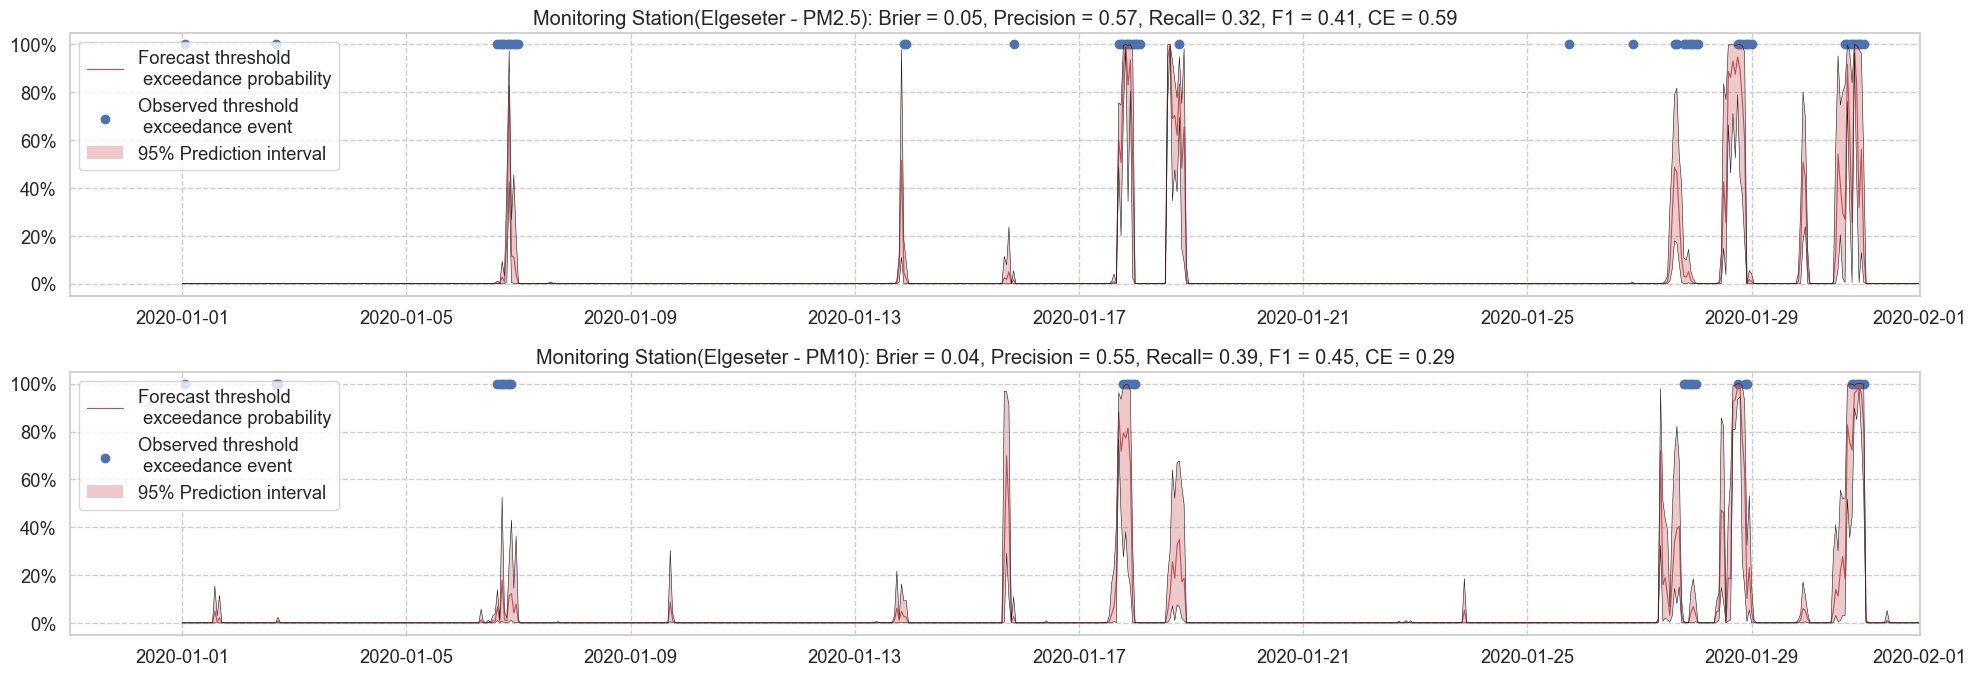 Monitoring Station(Elgeseter - PM2.5): Brier = 0.05, Precision = 0.57, Recall= 0.32, F1 = 0.41, CE = 0.59
100%
80%
60%
40%
20%
0%
Forecast threshold
exceedance probability
Observed threshold
exceedance event
95% Prediction interval
2020-01-01 2020-01-05 2020-01-09 2020-01-13 2020-01-17 2020-01-21 2020-01-25 2020-01-29 2020-02-01
Monitoring Station(Elgeseter - PM10): Brier = 0.04, Precision = 0.55, Recall= 0.39, F1 = 0.45, CE = 0.29
100%
80%
60%
40%
20%
0%
Forecast threshold
exceedance probability
Observed threshold
exceedance event
95% Prediction interval
2020-01-01 2020-01-05 2020-01-09 2020-01-13 2020-01-17 2020-01-21 2020-01-25 2020-01-29 2020-02-01